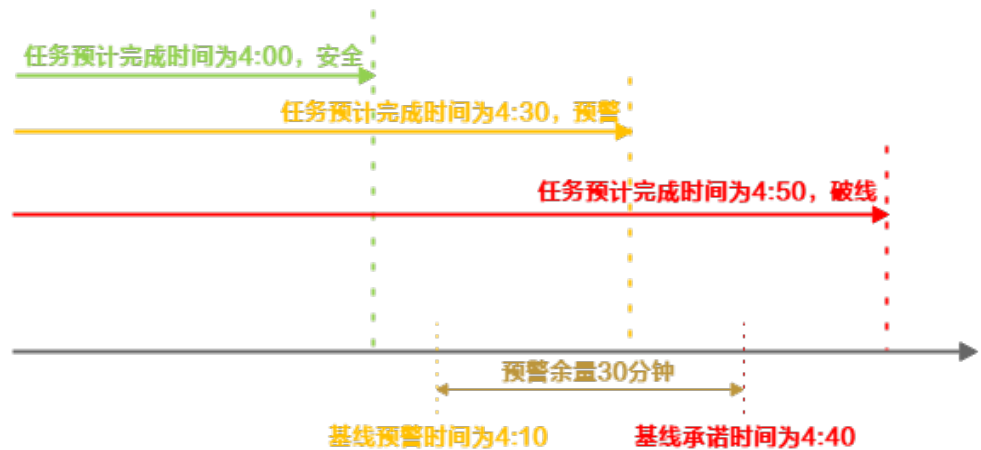 任务预计完成时间为4:00，安全
任务预计完成时间为4:30，预警
任务预计完成时间为4:50，破线
预警余量30分钟
基线预警时间为4:10
基线承诺时间为4:40